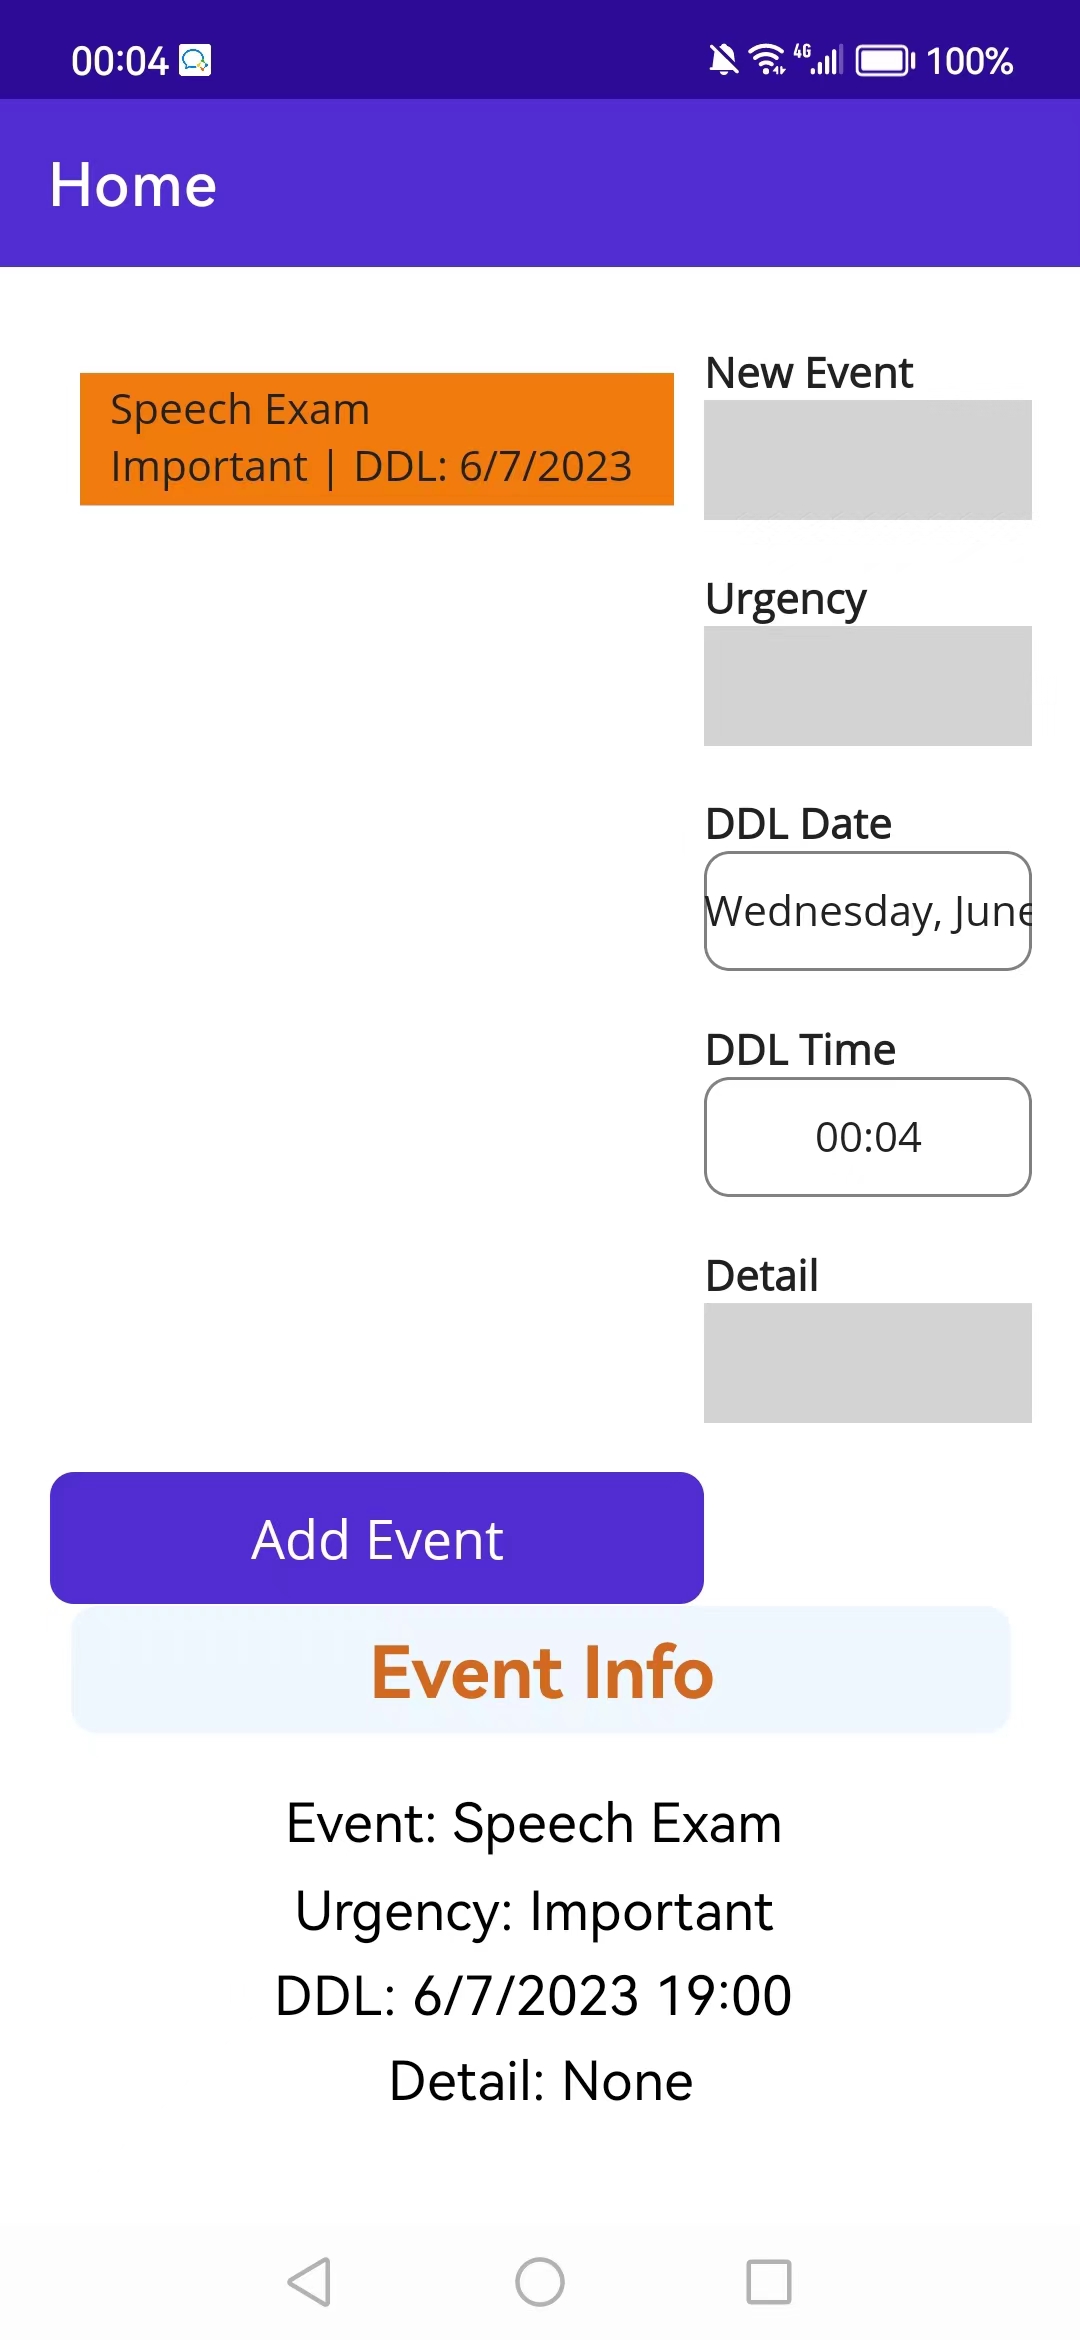 00:04
4G
100%
Home
Speech Exam
Important | DDL: 6/7/2023
New Event
Urgency
DDL Date
Wednesday, June
DDL Time
00:04
Detail
Add Event
Event Info
Event: Speech Exam
Urgency: Important
DDL: 6/7/2023 19:00
Detail: None